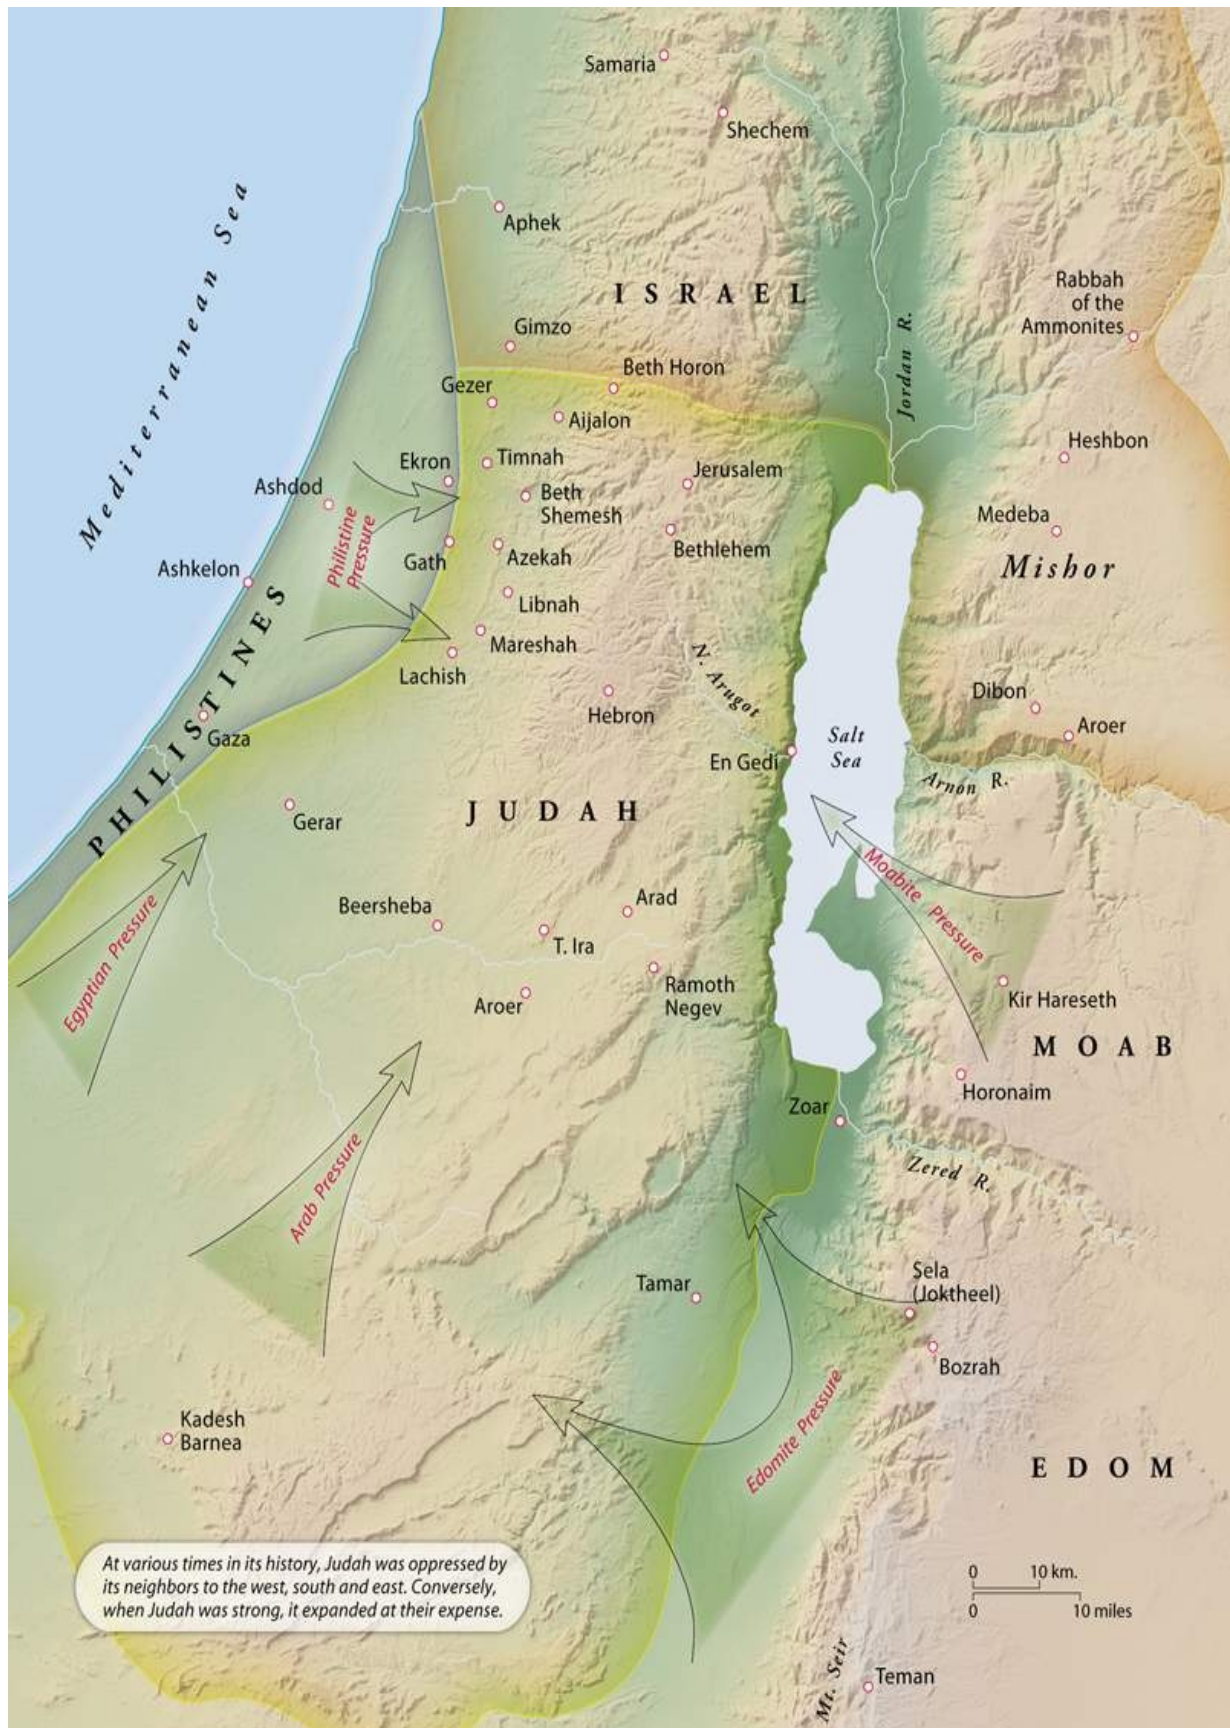 Samaria
Shechem
Mediterranean Sea
Aphek
ISRAEL
Rabbah
of the
Ammonites
Jordan R.
Gimzo
Beth Horon
Gezer
Aijalon
Heshbon
Ekron
Timnah
Jerusalem
Ashdod
Beth
Shemesh
Medeba
Philistine
Pressure
Gath
Azekah
Bethlehem
Mishor
Ashkelon
Libnah
Mareshah
Lachish
N. Arugot
Hebron
Dibon
Aroer
PHILISTINES
Gaza
Salt
Sea
En Gedi
Arnon R.
Gerar
JUDAH
Moabite Pressure
Beersheba
Arad
T. Ira
Egyptian Pressure
Ramoth
Negev
Aroer
Kir Hareseth
MOAB
Horonaim
Zoar
Arab Pressure
Zered R.
Tamar
Sela
(Joktheel)
Bozrah
Edomite Pressure
Kadesh
Barnea
EDOM
At various times in its history, Judah was oppressed by
its neighbors to the west, south and east. Conversely,
when Judah was strong, it expanded at their expense.
0 10 km.
0 10 miles
Mt. Seir
Teman